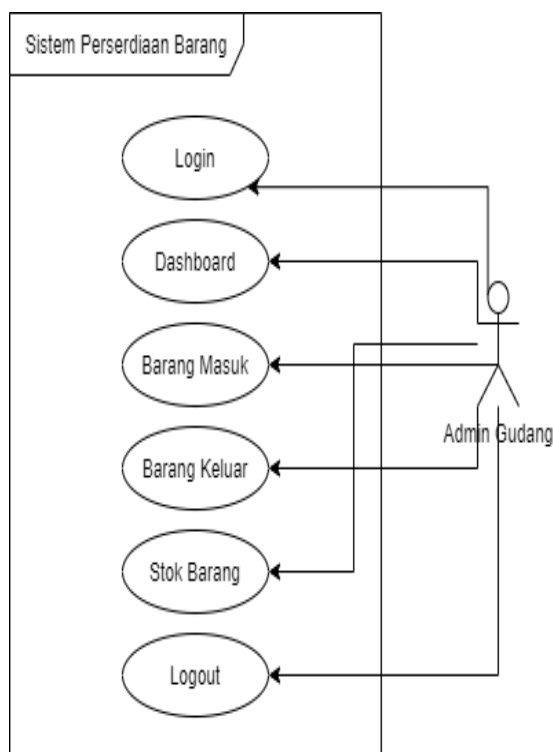 Sistem Perserdiaan Barang
Login
Dashboard
Barang Masuk
Barang Keluar
Admin Gudang
Stok Barang
Logout